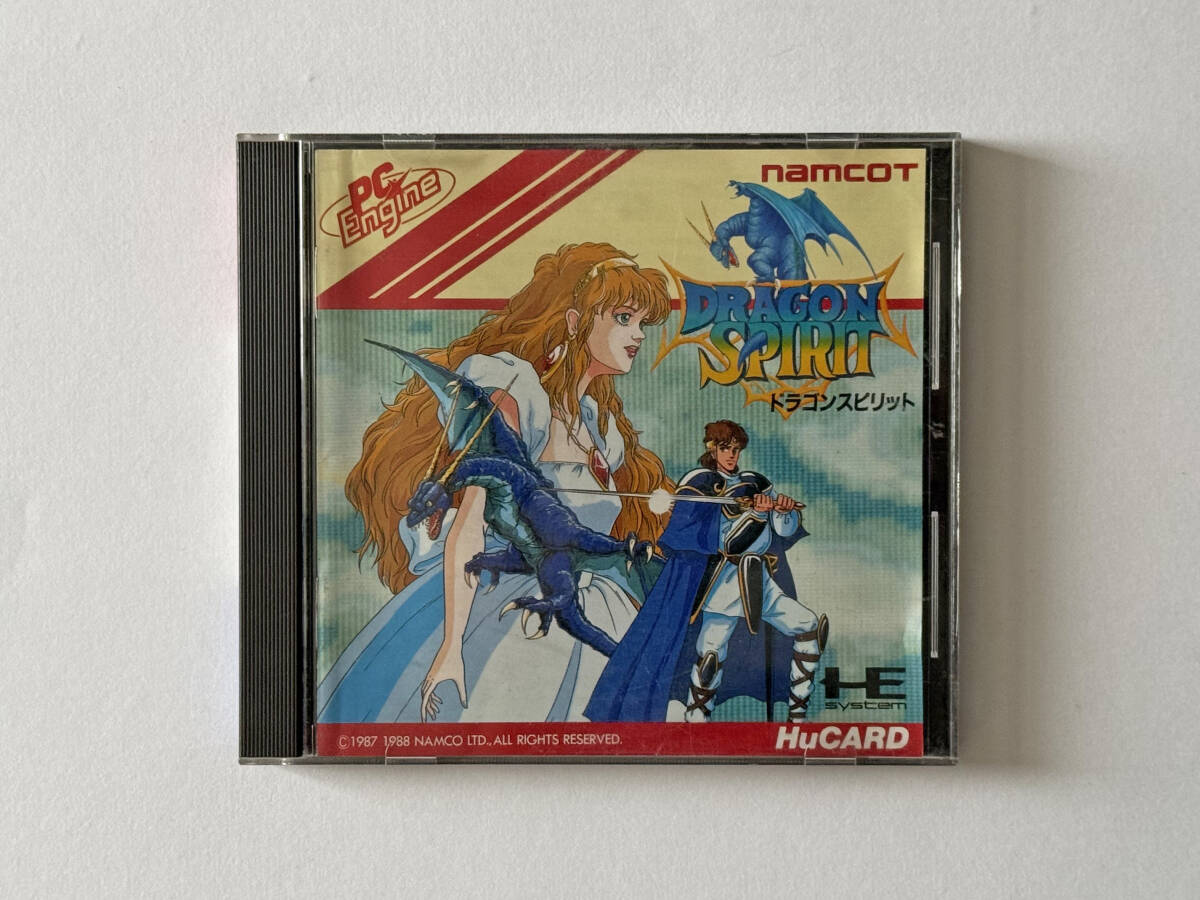 PC Engine
namcoT
DRAGON
SPIRIT
ドラゴンスピリット
HE
system
©1987 1988 NAMCO LTD., ALL RIGHTS RESERVED.
HuCARD